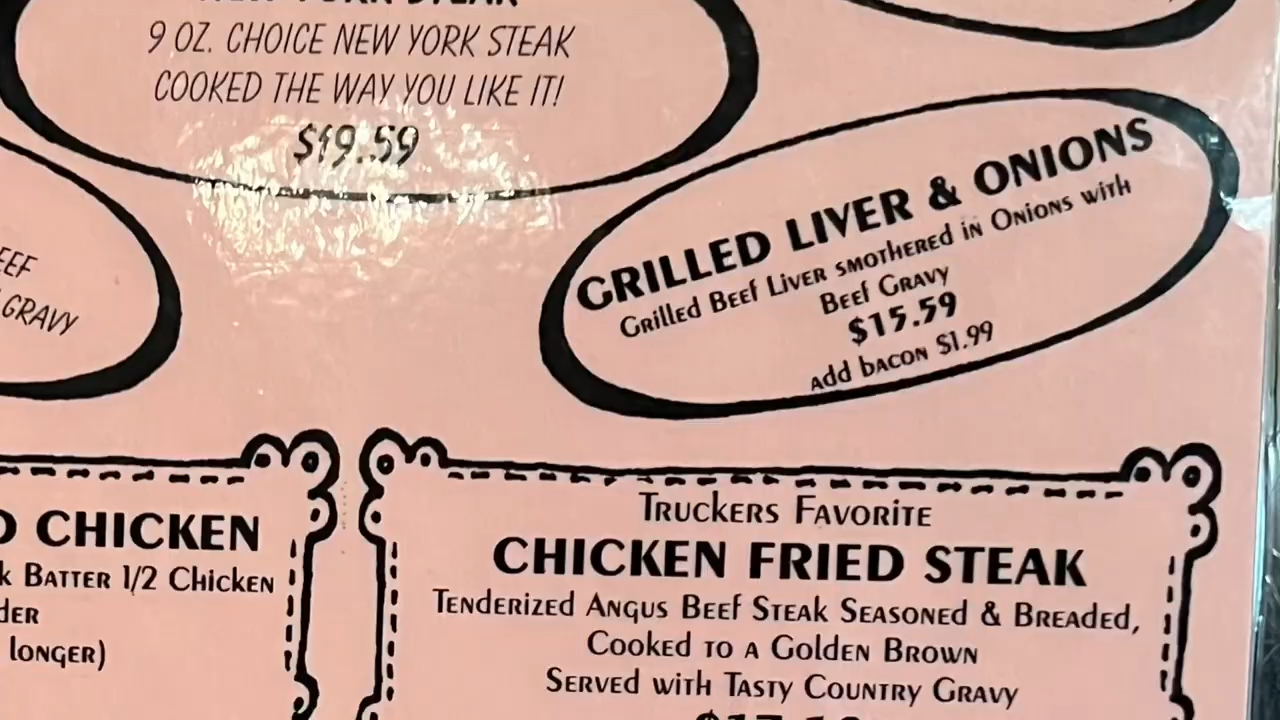 9 OZ. CHOICE NEW YORK STEAK
COOKED THE WAY YOU LIKE IT!
$19.59
GRILLED LIVER & ONIONS
GRILLED BEEF LIVER SMOTHERED IN ONIONS WITH
BEEF GRAVY
$15.59
ADD BACON $1.99
GRAVY
CHICKEN
BATTER 1/2 CHICKEN
LONGER)
TRUCKERS FAVORITE
CHICKEN FRIED STEAK
TENDERIZED ANGUS BEEF STEAK SEASONED & BREADED,
COOKED TO A GOLDEN BROWN
SERVED WITH TASTY COUNTRY GRAVY